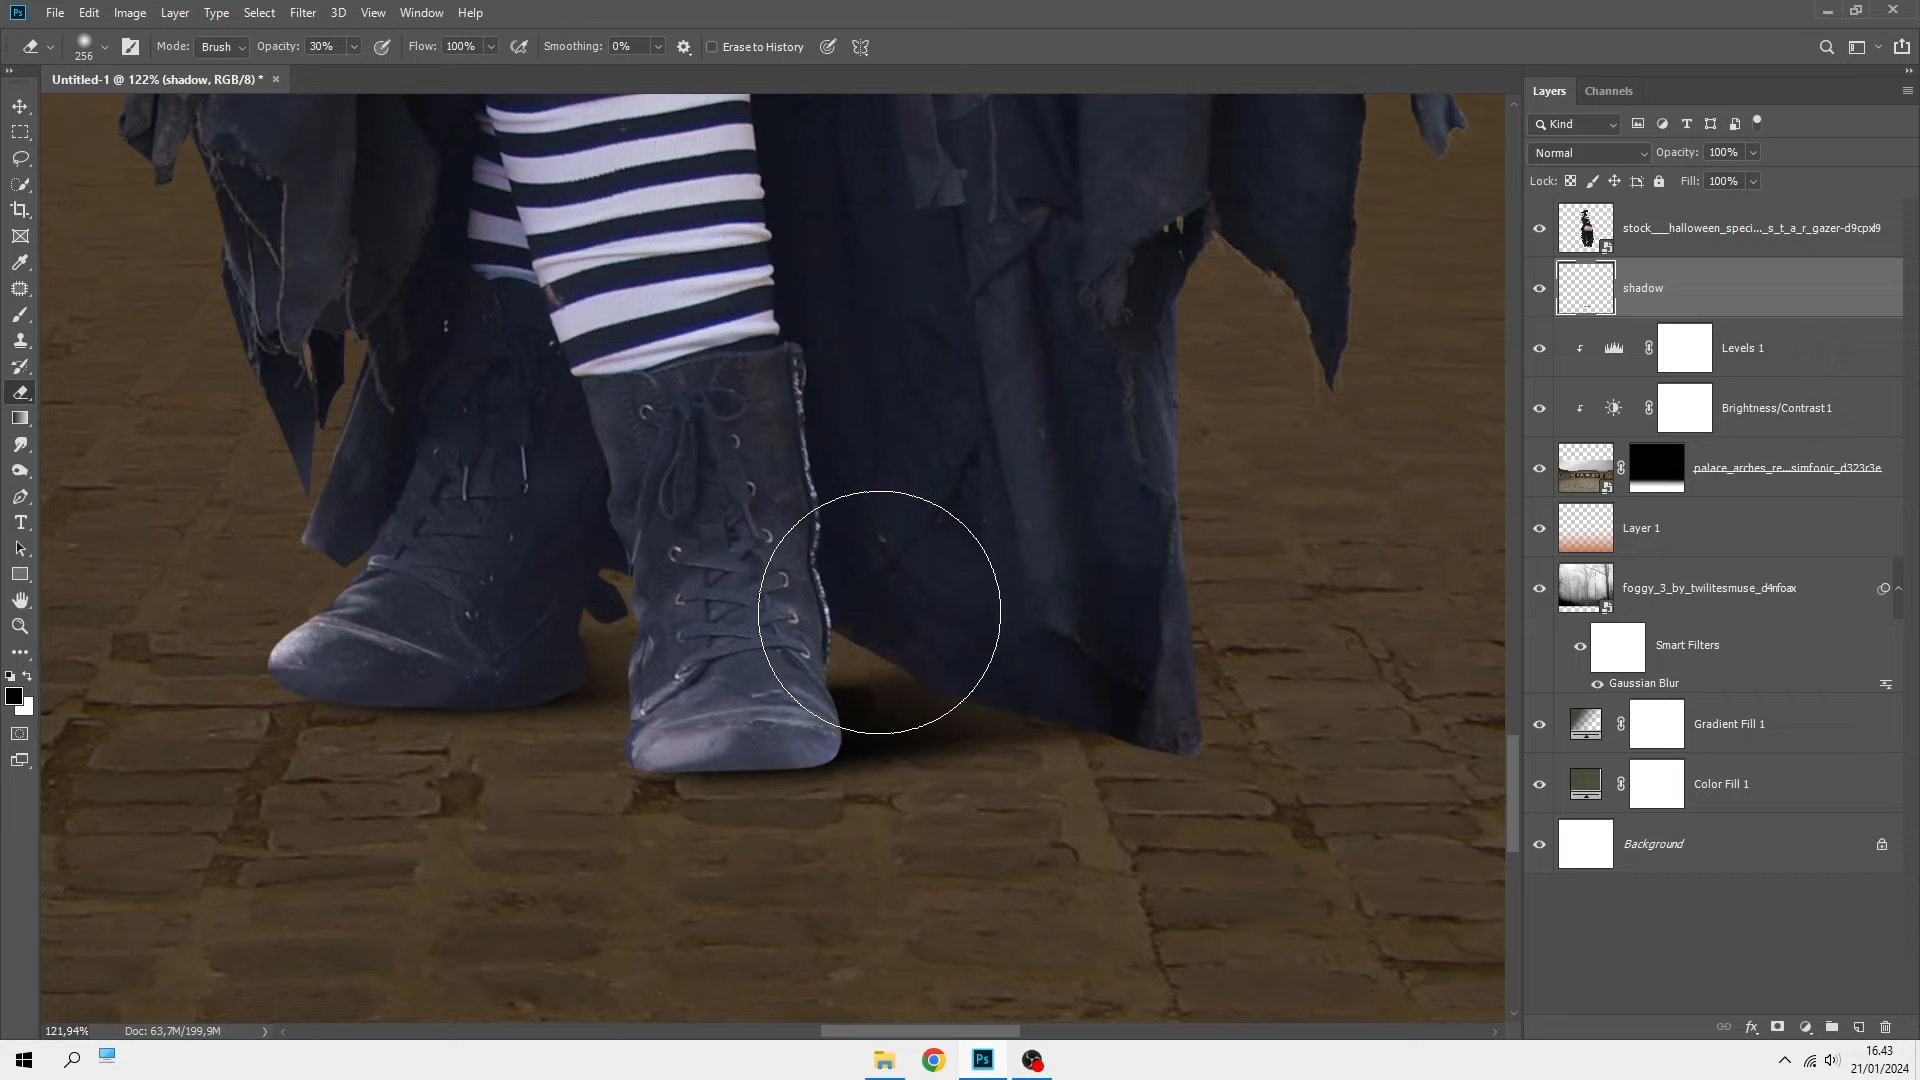 Ps File Edit Image Layer Type Select Filter 3D View Window Help
256 Mode: Brush Opacity: 30% Flow: 100% Smoothing: 0% Erase to History
Untitled-1 @ 122% (shadow, RGB/8) *
Layers Channels
Kind
Normal Opacity: 100%
Lock: Fill: 100%
stock___halloween_speci..._s_t_a_r_gazer-d9cpxl9
shadow
Levels 1
Brightness/Contrast 1
palace_arches_re...simfonic_d323r3e
Layer 1
foggy_3_by_twilitesmuse_d4nfoax
Smart Filters
Gaussian Blur
Gradient Fill 1
Color Fill 1
Background
121,94% Doc: 63,7M/199,9M
Ps
16.43
21/01/2024